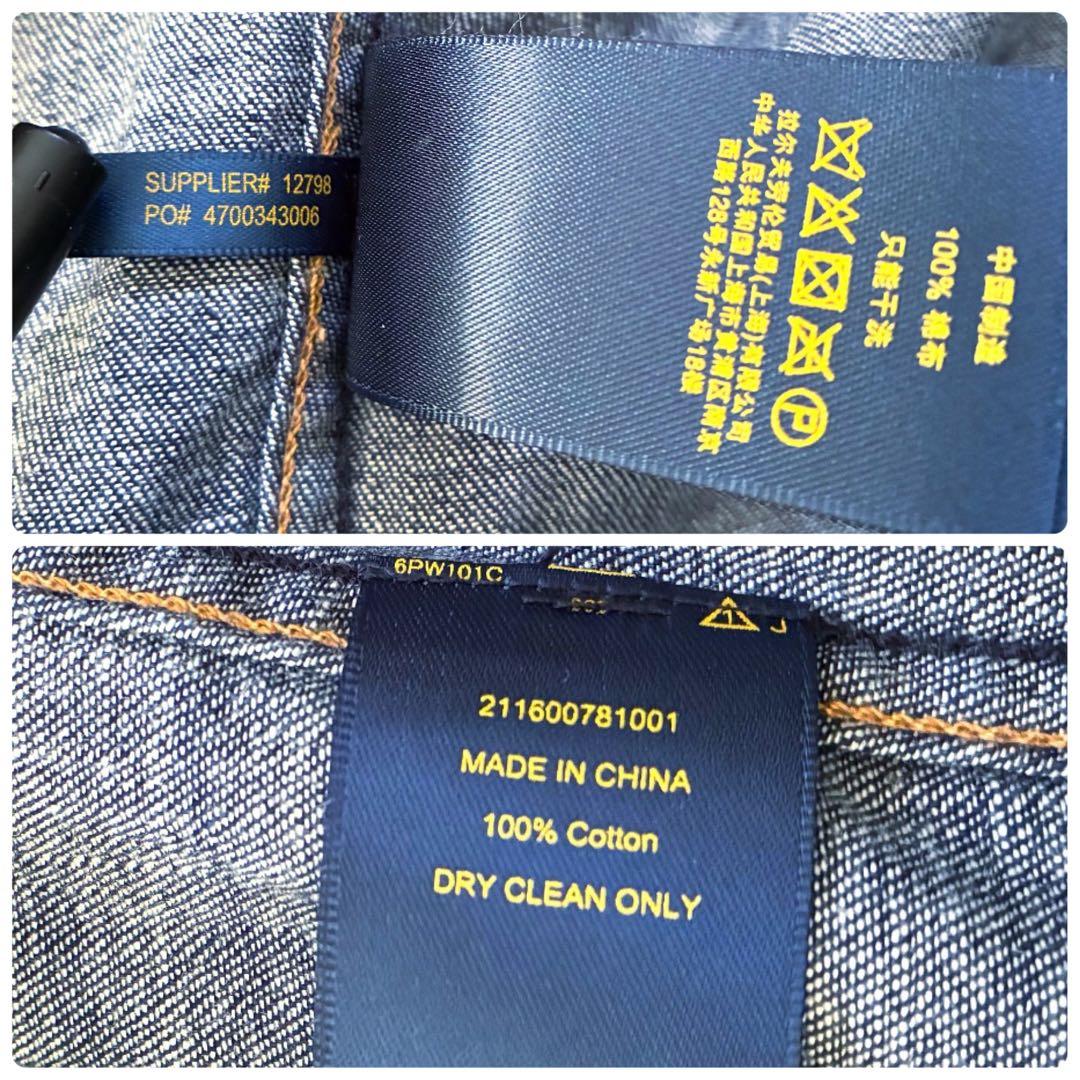 SUPPLIER# 12798
PO# 4700343006
中国制造
100% 棉布
只能干洗
P
拉尔夫劳伦贸易(上海)有限公司
中华人民共和国上海市黄浦区南京
西路128号永新广场18楼
6PW101C
1
J
211600781001
MADE IN CHINA
100% Cotton
DRY CLEAN ONLY